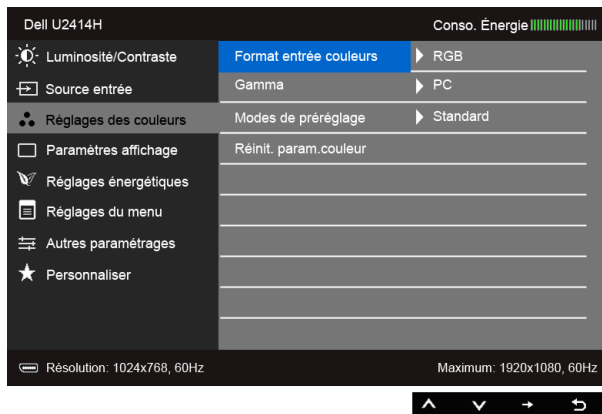 Dell U2414H Conso. Énergie
Luminosité/Contraste Format entrée couleurs RGB
Source entrée Gamma PC
Réglages des couleurs Modes de préréglage Standard
Paramètres affichage Réinit. param.couleur
Réglages énergétiques
Réglages du menu
Autres paramétrages
Personnaliser
Résolution: 1024x768, 60Hz Maximum: 1920x1080, 60Hz